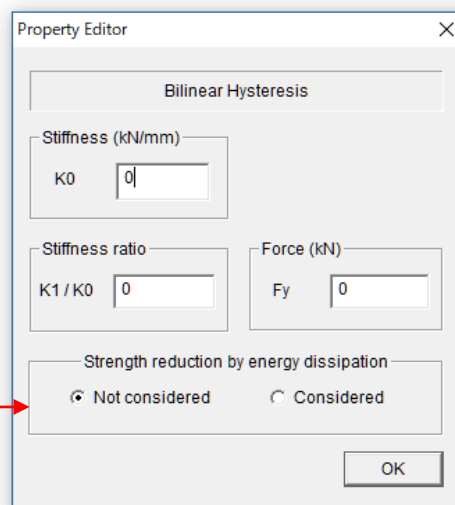 Property Editor
Bilinear Hysteresis
Stiffness (kN/mm)
K0 0
Stiffness ratio
K1 / K0 0
Force (kN)
Fy 0
Strength reduction by energy dissipation
Not considered Considered
OK